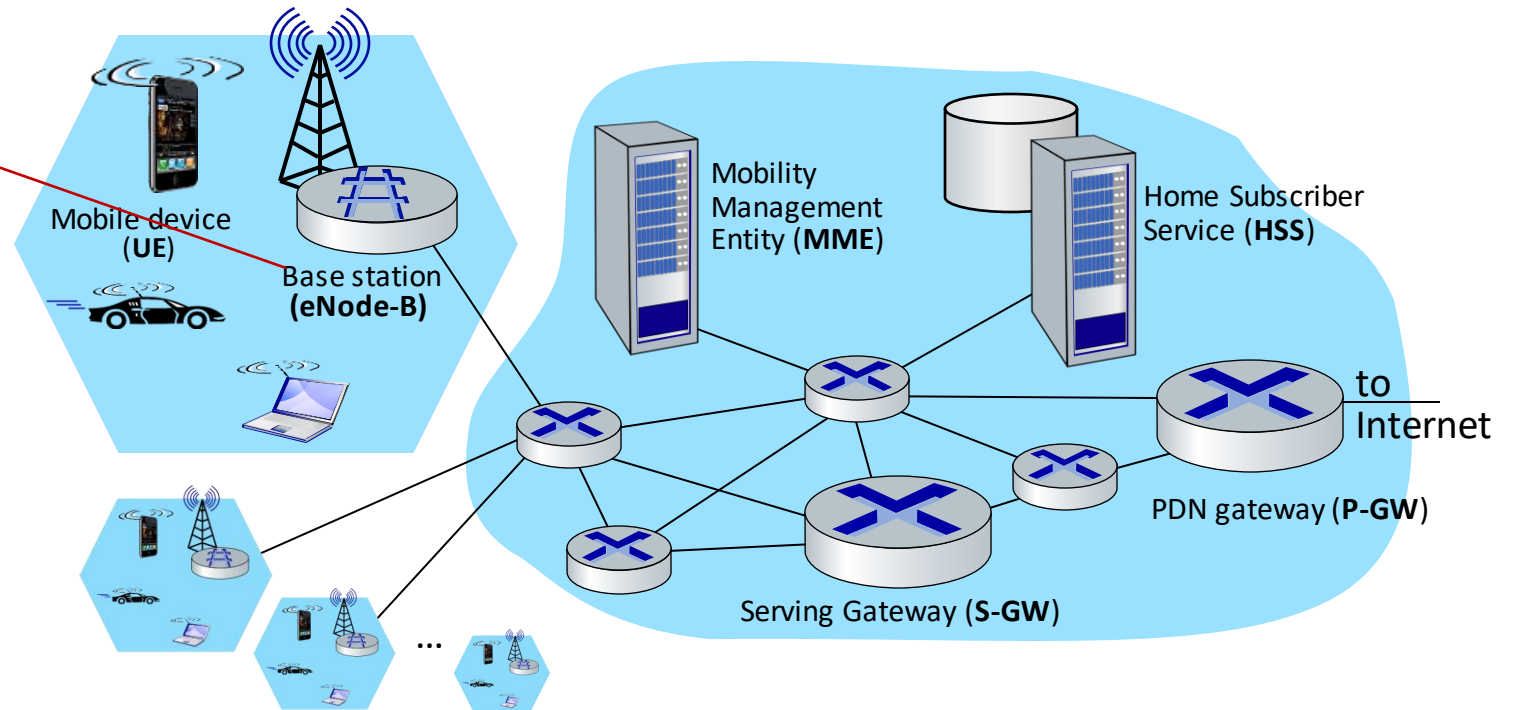 Mobile device
(UE)
Base station
(eNode-B)
Mobility
Management
Entity (MME)
Home Subscriber
Service (HSS)
to
Internet
PDN gateway (P-GW)
Serving Gateway (S-GW)
...